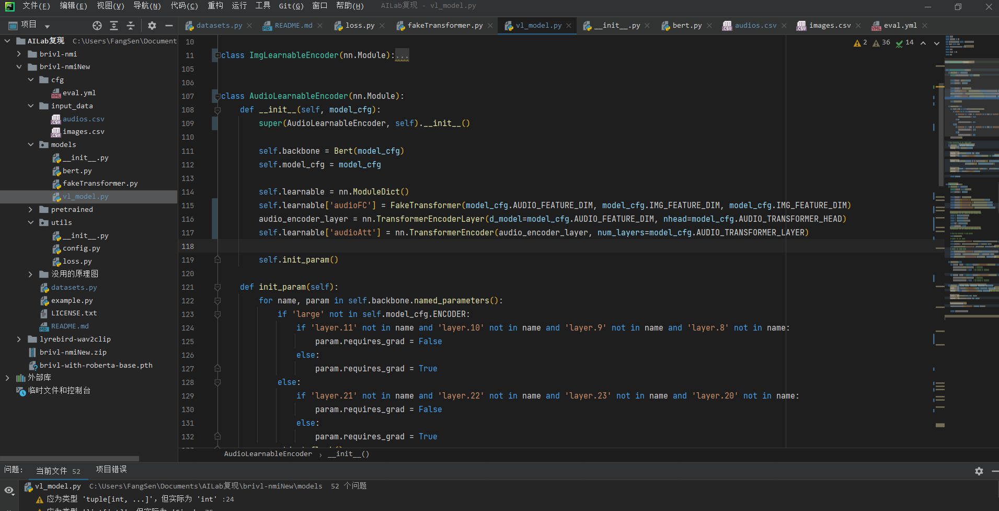 文件(F) 编辑(E) 视图(V) 导航(N) 代码(C) 重构 运行 工具 Git(G) 窗口 帮助(H) AILab复现 - vl_model.py
项目
datasets.py README.md loss.py fakeTransformer.py vl_model.py __init__.py bert.py audios.csv images.csv eval.yml
AILab复现 C:\Users\FangSen\Document
brivl-nmi
brivl-nmiNew
cfg
eval.yml
input_data
audios.csv
images.csv
models
__init__.py
bert.py
fakeTransformer.py
vl_model.py
pretrained
utils
__init__.py
config.py
loss.py
没用的原理图
datasets.py
example.py
LICENSE.txt
README.md
lyrebird-wav2clip
brivl-nmiNew.zip
brivl-with-roberta-base.pth
外部库
临时文件和控制台
2 36 14
10
11 class ImgLearnableEncoder(nn.Module):...
105
106
107 class AudioLearnableEncoder(nn.Module):
108 def __init__(self, model_cfg):
109 super(AudioLearnableEncoder, self).__init__()
110
111 self.backbone = Bert(model_cfg)
112 self.model_cfg = model_cfg
113
114 self.learnable = nn.ModuleDict()
115 self.learnable['audioFC'] = FakeTransformer(model_cfg.AUDIO_FEATURE_DIM, model_cfg.IMG_FEATURE_DIM, model_cfg.IMG_FEATURE_DIM)
116 audio_encoder_layer = nn.TransformerEncoderLayer(d_model=model_cfg.AUDIO_FEATURE_DIM, nhead=model_cfg.AUDIO_TRANSFORMER_HEAD)
117 self.learnable['audioAtt'] = nn.TransformerEncoder(audio_encoder_layer, num_layers=model_cfg.AUDIO_TRANSFORMER_LAYER)
118
119 self.init_param()
120
121 def init_param(self):
122 for name, param in self.backbone.named_parameters():
123 if 'large' not in self.model_cfg.ENCODER:
124 if 'layer.11' not in name and 'layer.10' not in name and 'layer.9' not in name and 'layer.8' not in name:
125 param.requires_grad = False
126 else:
127 param.requires_grad = True
128 else:
129 if 'layer.21' not in name and 'layer.22' not in name and 'layer.23' not in name and 'layer.20' not in name:
130 param.requires_grad = False
131 else:
132 param.requires_grad = True
AudioLearnableEncoder › __init__()
问题: 当前文件 52 项目错误
vl_model.py C:\Users\FangSen\Documents\AILab复现\brivl-nmiNew\models 52 个问题
应为类型 'tuple[int, ...]'，但实际为 'int' :24